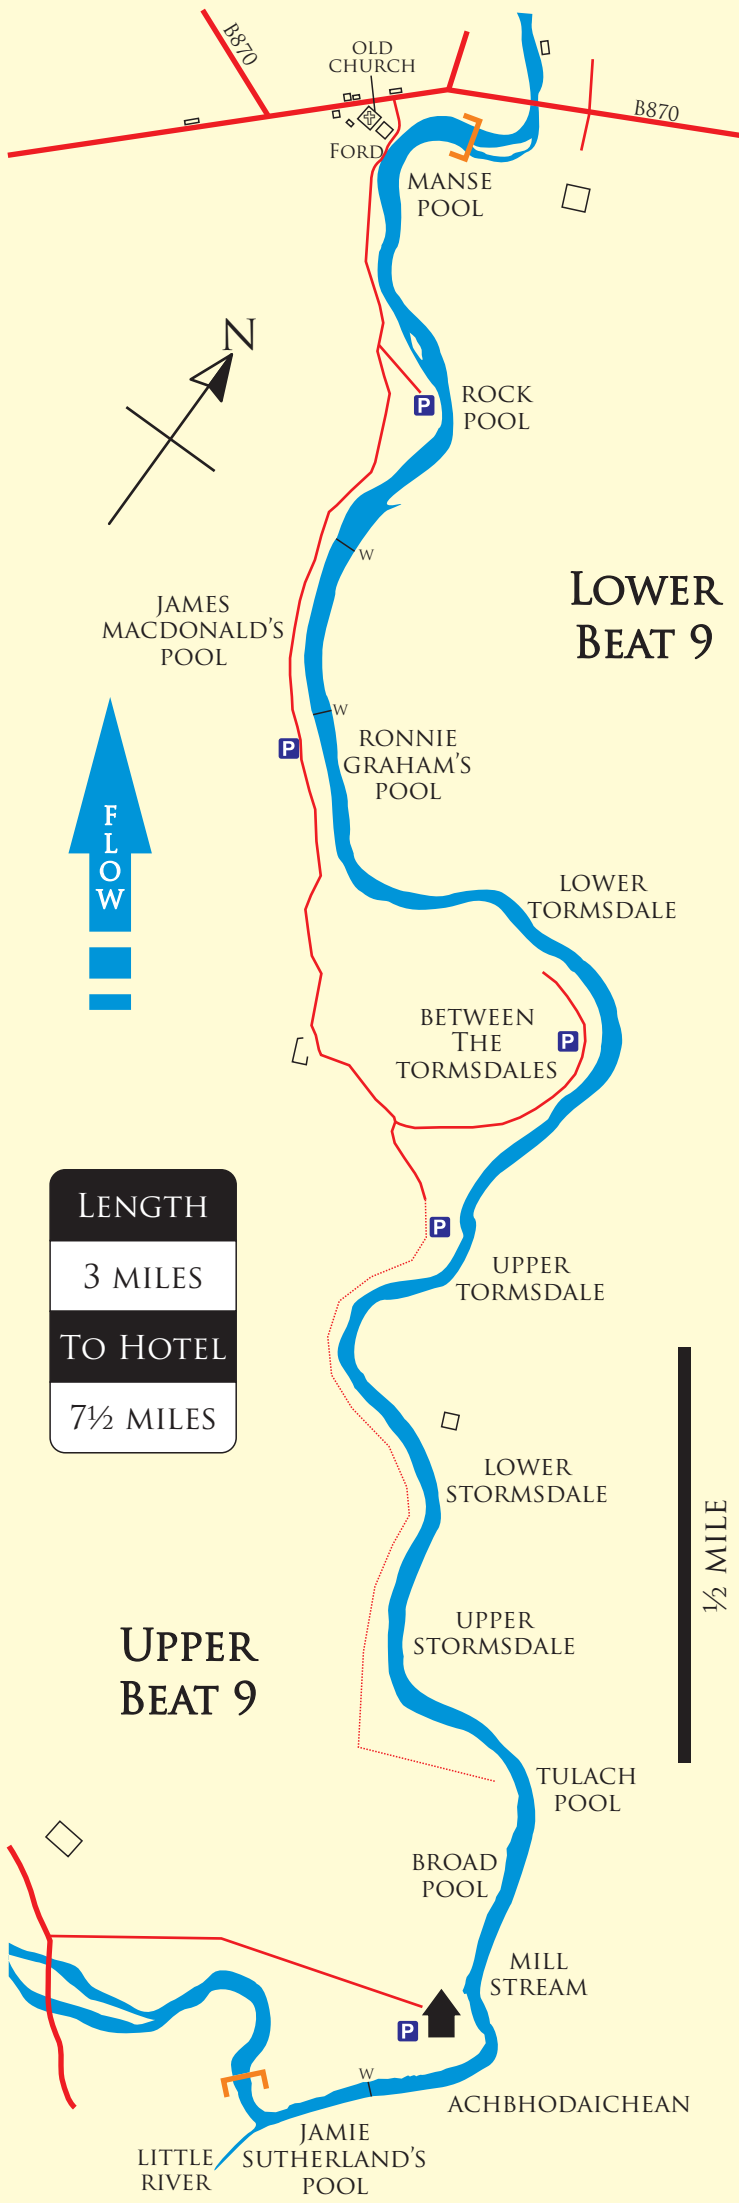 B870
OLD
CHURCH
B870
FORD
MANSE
POOL
N
P
ROCK
POOL
W
LOWER
BEAT 9
JAMES
MACDONALD'S
POOL
W
P
RONNIE
GRAHAM'S
POOL
FLOW
LOWER
TORMSDALE
BETWEEN
THE
TORMSDALES
P
LENGTH
3 MILES
TO HOTEL
7½ MILES
P
UPPER
TORMSDALE
LOWER
STORMSDALE
½ MILE
UPPER
STORMSDALE
UPPER
BEAT 9
TULACH
POOL
BROAD
POOL
MILL
STREAM
P
W
ACHBHODAICHEAN
JAMIE
SUTHERLAND'S
POOL
LITTLE
RIVER